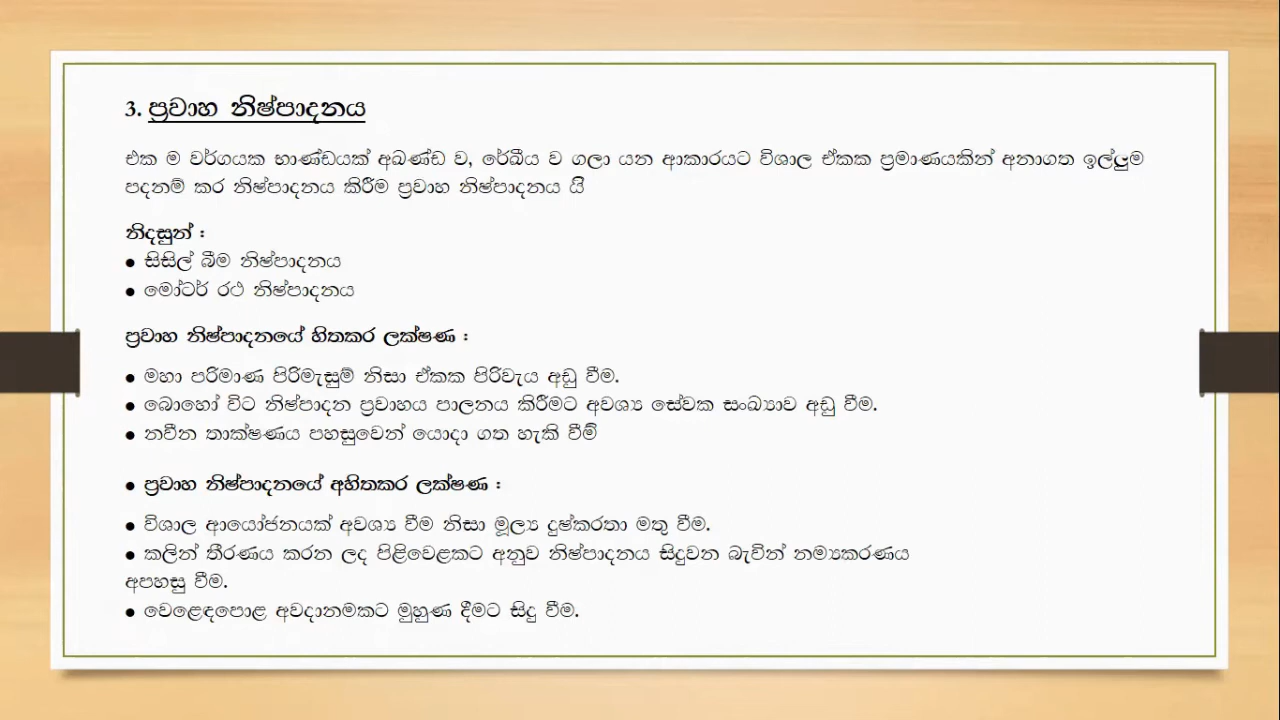 3. ප්‍රවාහ නිෂ්පාදනය
එක ම වර්ගයක භාණ්ඩයක් අඛණ්ඩ ව, රේඛීය ව ගලා යන ආකාරයට විශාල ඒකක ප්‍රමාණයකින් අනාගත ඉල්ලුම
පදනම් කර නිෂ්පාදනය කිරීම ප්‍රවාහ නිෂ්පාදනය යි
නිදසුන් :
● සිසිල් බීම නිෂ්පාදනය
● මෝටර් රථ නිෂ්පාදනය
ප්‍රවාහ නිෂ්පාදනයේ හිතකර ලක්ෂණ :
● මහා පරිමාණ පිරිමැසුම් නිසා ඒකක පිරිවැය අඩු වීම.
● බොහෝ විට නිෂ්පාදන ප්‍රවාහය පාලනය කිරීමට අවශ්‍ය සේවක සංඛ්‍යාව අඩු වීම.
● නවීන තාක්ෂණය පහසුවෙන් යොදා ගත හැකි වීම්
● ප්‍රවාහ නිෂ්පාදනයේ අහිතකර ලක්ෂණ :
● විශාල ආයෝජනයක් අවශ්‍ය වීම නිසා මූල්‍ය දුෂ්කරතා මතු වීම.
● කලින් තීරණය කරන ලද පිළිවෙළකට අනුව නිෂ්පාදනය සිදුවන බැවින් නම්‍යකරණය
අපහසු වීම.
● වෙළෙඳපොළ අවදානමකට මුහුණ දීමට සිදු වීම.